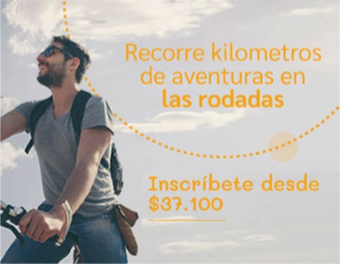 Recorre kilometros
de aventuras en
las rodadas
Inscríbete desde
$37.100